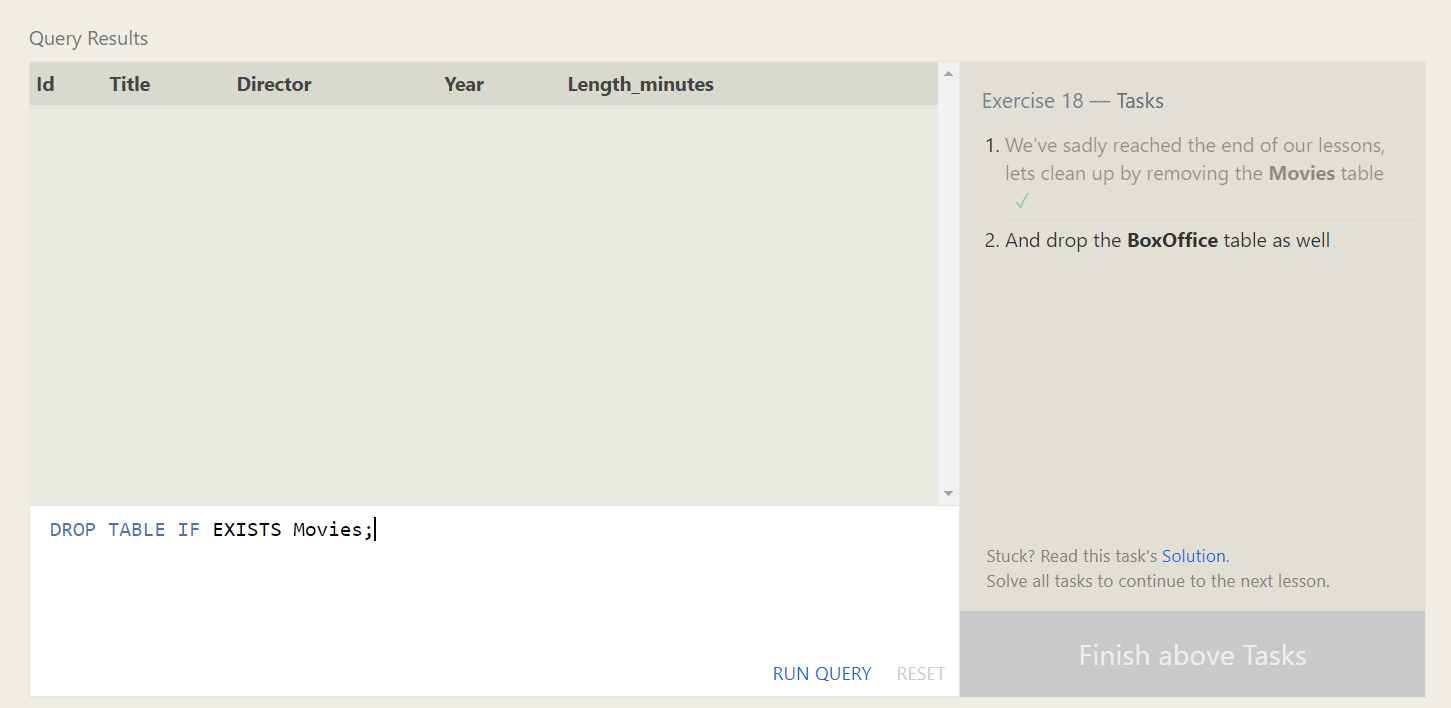 Query Results
Id Title Director Year Length_minutes
Exercise 18 — Tasks
1. We've sadly reached the end of our lessons,
lets clean up by removing the Movies table
✓
2. And drop the BoxOffice table as well
DROP TABLE IF EXISTS Movies;
RUN QUERY RESET
Stuck? Read this task's Solution.
Solve all tasks to continue to the next lesson.
Finish above Tasks